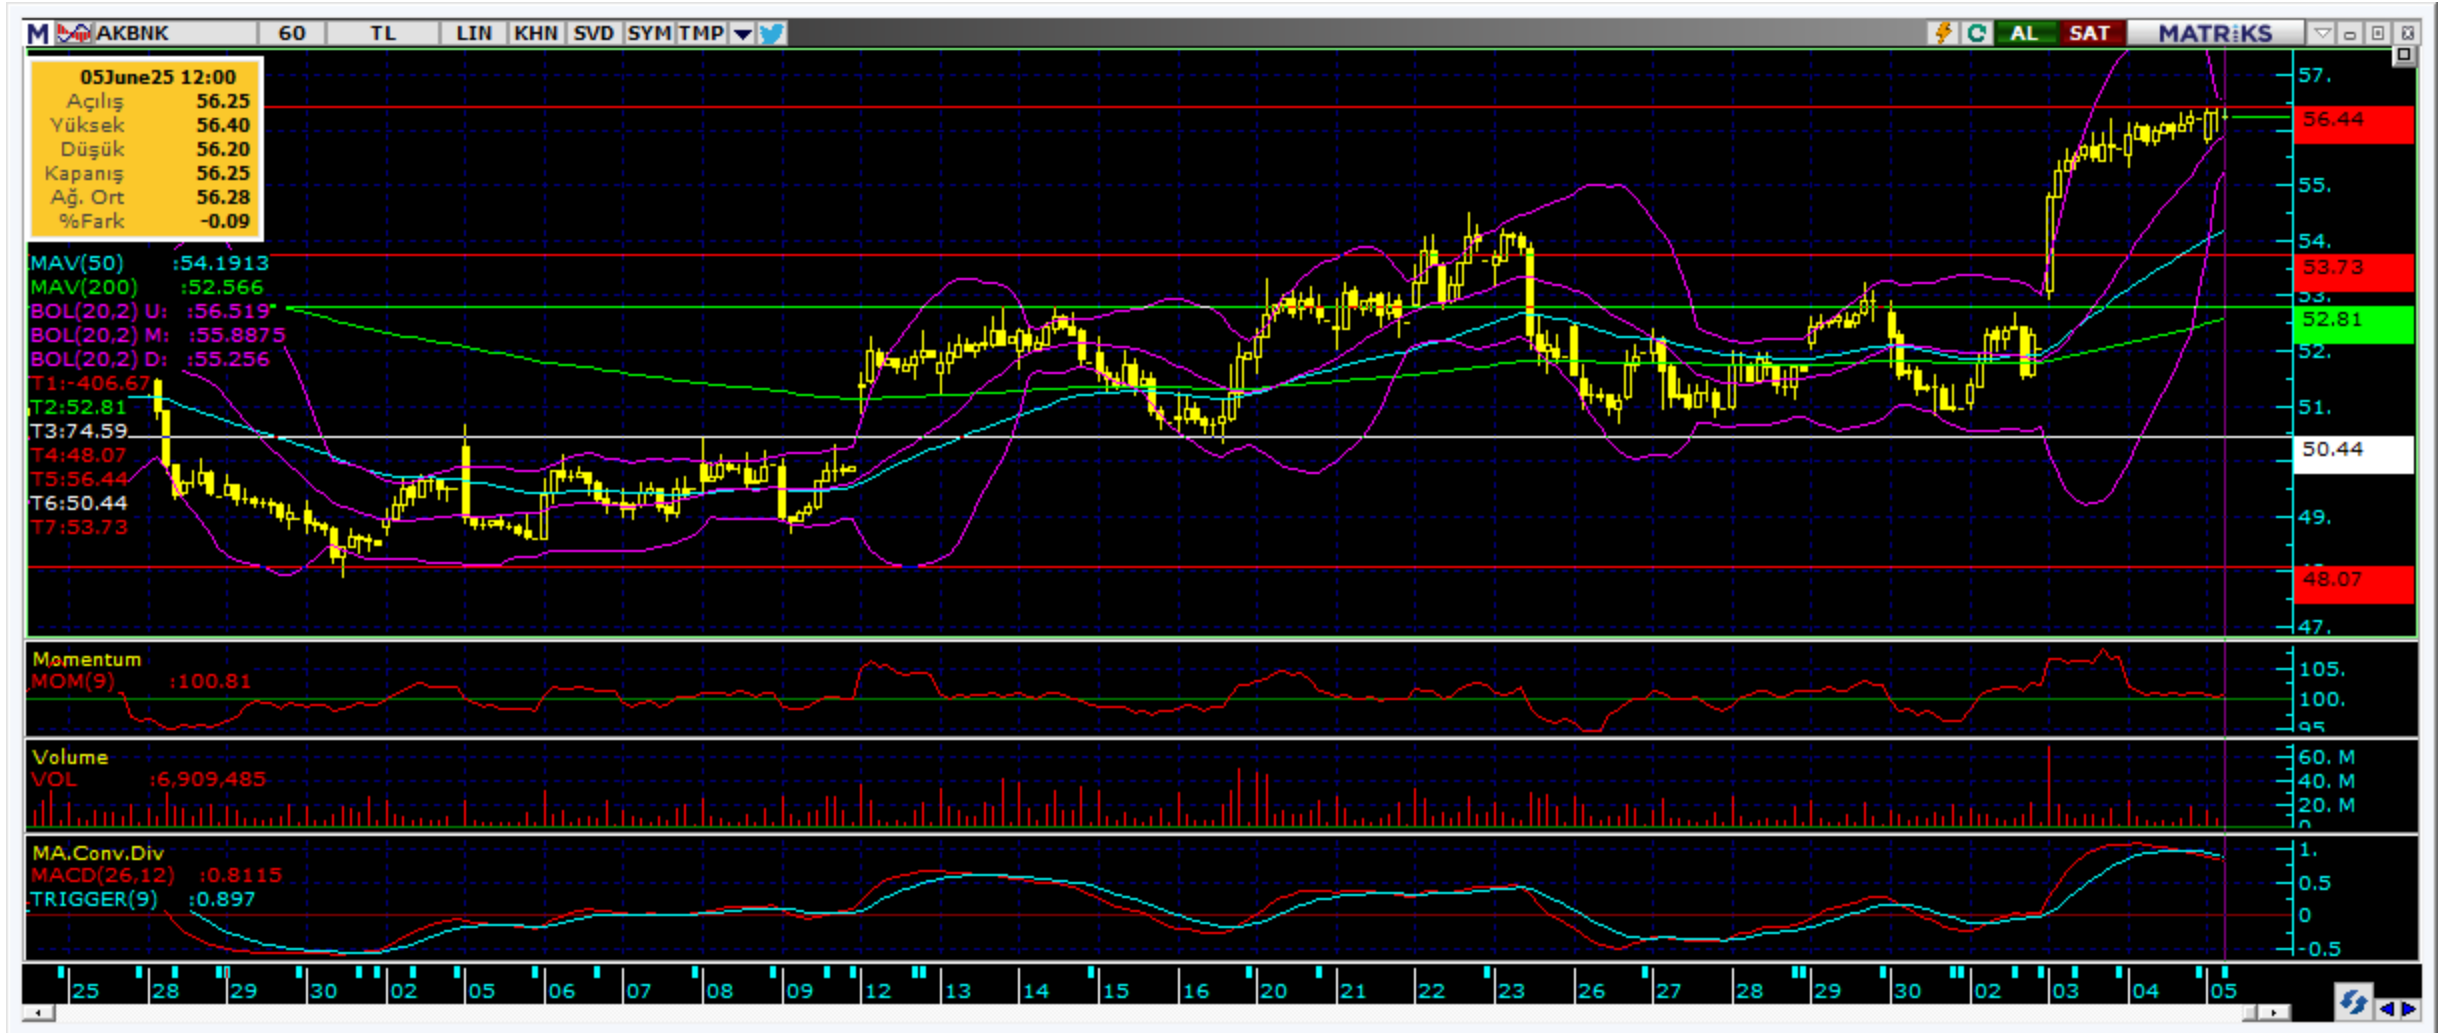 M AKBNK 60 TL LIN KHN SVD SYM TMP AL SAT MATRiKS
05June25 12:00
Açılış 56.25
Yüksek 56.40
Düşük 56.20
Kapanış 56.25
Ağ. Ort 56.28
%Fark -0.09
MAV(50) :54.1913
MAV(200) :52.566
BOL(20,2) U: :56.519
BOL(20,2) M: :55.8875
BOL(20,2) D: :55.256
T1:-406.67
T2:52.81
T3:74.59
T4:48.07
T5:56.44
T6:50.44
T7:53.73
57.
56.44
55.
54.
53.73
53.
52.81
52.
51.
50.44
49.
48.07
47.
Momentum
MOM(9) :100.81
105.
100.
95
Volume
VOL :6,909,485
60. M
40. M
20. M
0
MA.Conv.Div
MACD(26,12) :0.8115
TRIGGER(9) :0.897
1.
0.5
0
-0.5
25 28 29 30 02 05 06 07 08 09 12 13 14 15 16 20 21 22 23 26 27 28 29 30 02 03 04 05